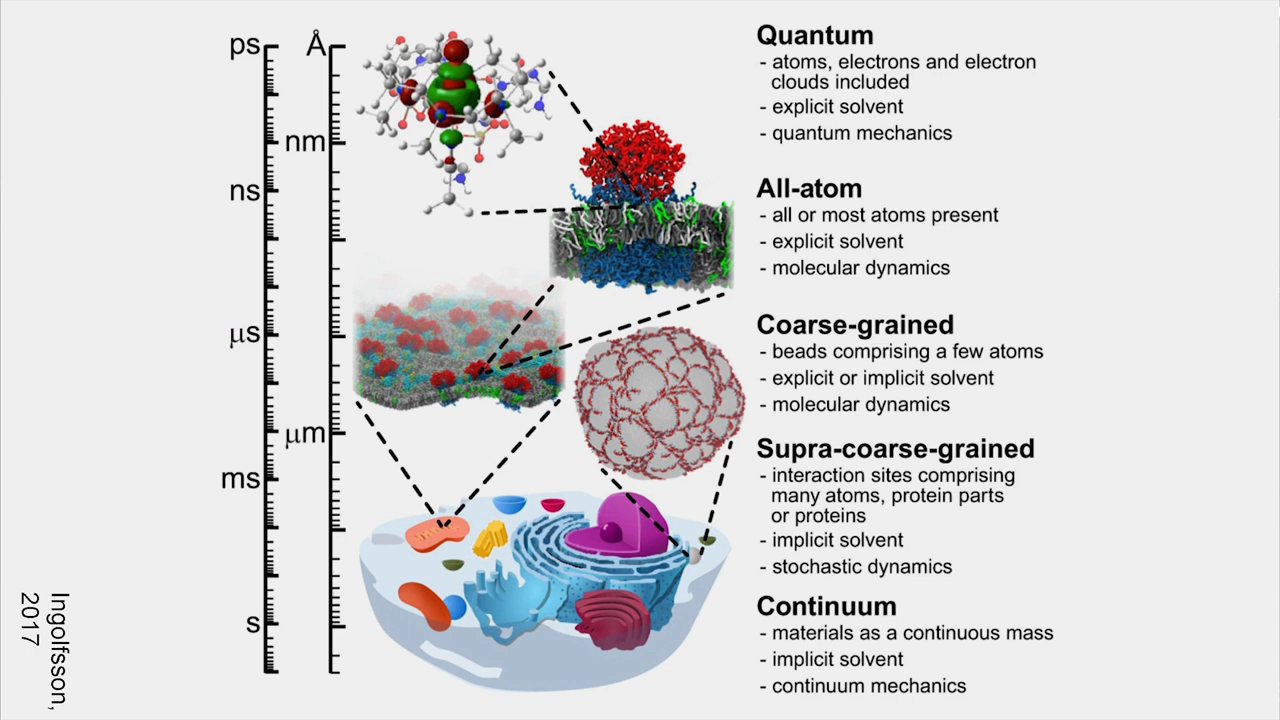 ps
ns
μs
ms
s
Å
nm
μm
Quantum
- atoms, electrons and electron
clouds included
- explicit solvent
- quantum mechanics
All-atom
- all or most atoms present
- explicit solvent
- molecular dynamics
Coarse-grained
- beads comprising a few atoms
- explicit or implicit solvent
- molecular dynamics
Supra-coarse-grained
- interaction sites comprising
many atoms, protein parts
or proteins
- implicit solvent
- stochastic dynamics
Continuum
- materials as a continuous mass
- implicit solvent
- continuum mechanics
Ingolfsson,
2017